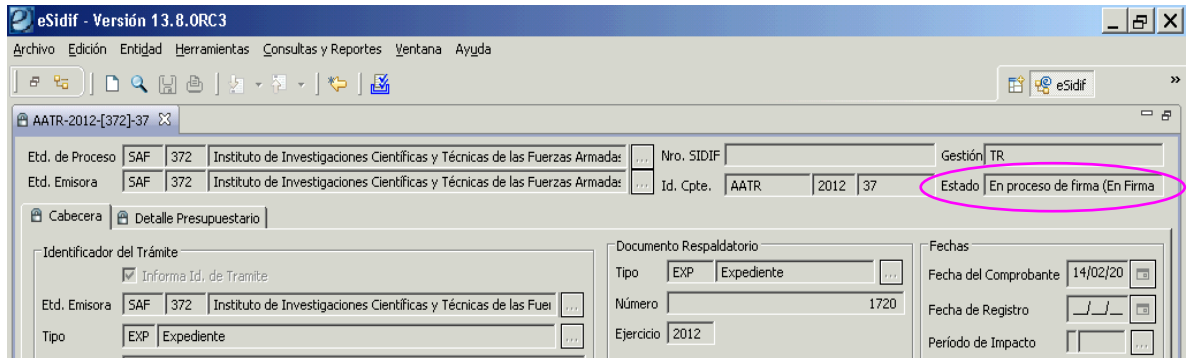 eSidif - Versión 13.8.0RC3
Archivo Edición Entidad Herramientas Consultas y Reportes Ventana Ayuda
eSidif »
AATR-2012-[372]-37
Etd. de Proceso SAF 372 Instituto de Investigaciones Científicas y Técnicas de las Fuerzas Armadas ... Nro. SIDIF Gestión TR
Etd. Emisora SAF 372 Instituto de Investigaciones Científicas y Técnicas de las Fuerzas Armadas ... Id. Cpte. AATR 2012 37 Estado En proceso de firma (En Firma
Cabecera Detalle Presupuestario
Identificador del Trámite Documento Respaldatorio Fechas
Informa Id. de Tramite Tipo EXP Expediente ... Fecha del Comprobante 14/02/20
Etd. Emisora SAF 372 Instituto de Investigaciones Científicas y Técnicas de las Fuer ... Número 1720 Fecha de Registro __/__/__
Tipo EXP Expediente ... Ejercicio 2012 Período de Impacto ...